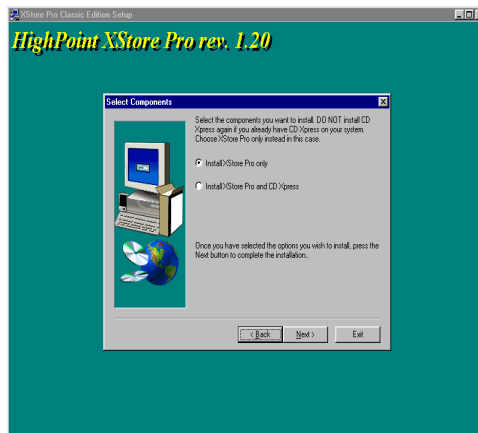 XStore Pro Classic Edition Setup
HighPoint XStore Pro rev. 1.20
Select Components
Select the components you want to install. DO NOT install CD
Xpress again if you already have CD Xpress on your system.
Choose XStore Pro only instead in this case.
Install XStore Pro only
Install XStore Pro and CD Xpress
Once you have selected the options you wish to install, press the
Next button to complete the installation..
< Back
Next >
Exit